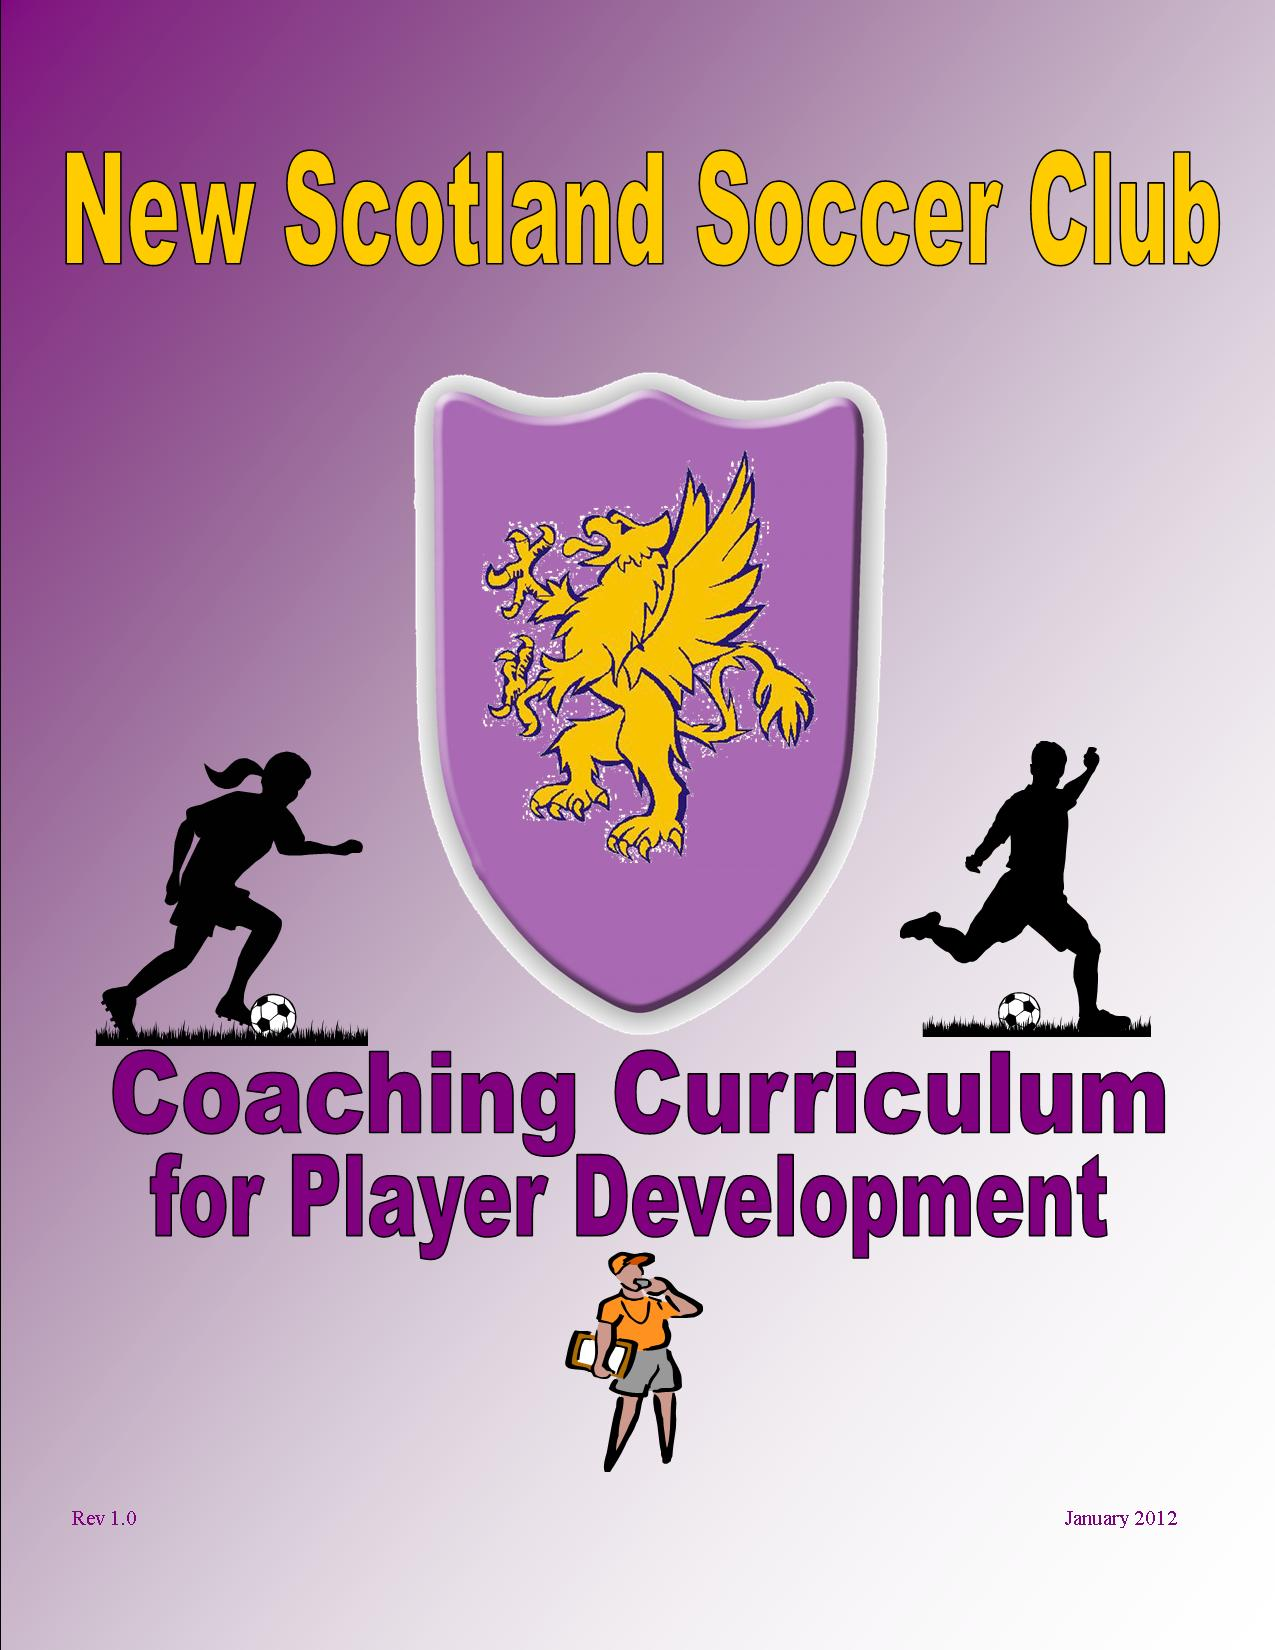 New Scotland Soccer Club
Coaching Curriculum
for Player Development
Rev 1.0
January 2012